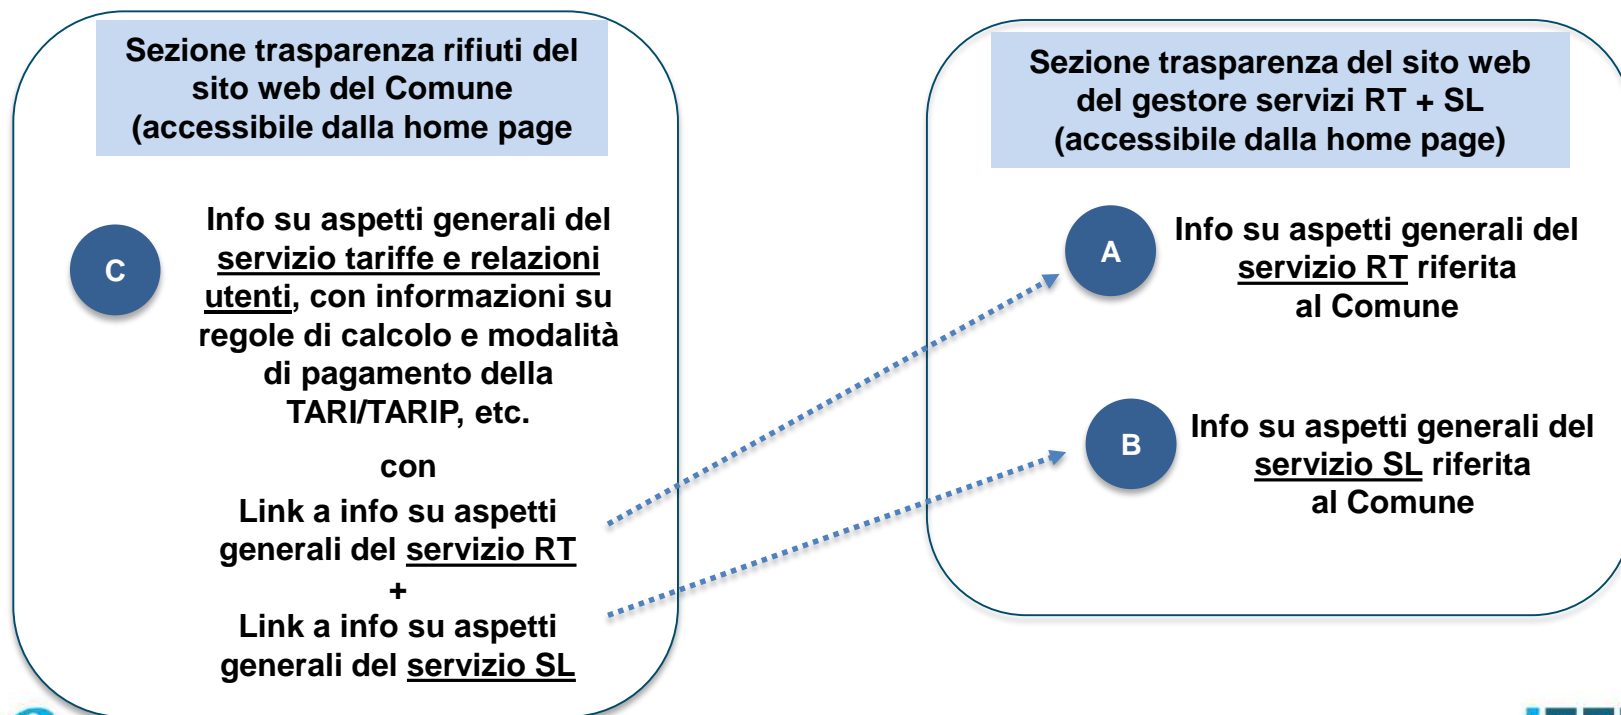 Sezione trasparenza rifiuti del
sito web del Comune
(accessibile dalla home page
C
Info su aspetti generali del
servizio tariffe e relazioni
utenti, con informazioni su
regole di calcolo e modalità
di pagamento della
TARI/TARIP, etc.
con
Link a info su aspetti
generali del servizio RT
+
Link a info su aspetti
generali del servizio SL
Sezione trasparenza del sito web
del gestore servizi RT + SL
(accessibile dalla home page)
A
Info su aspetti generali del
servizio RT riferita
al Comune
B
Info su aspetti generali del
servizio SL riferita
al Comune